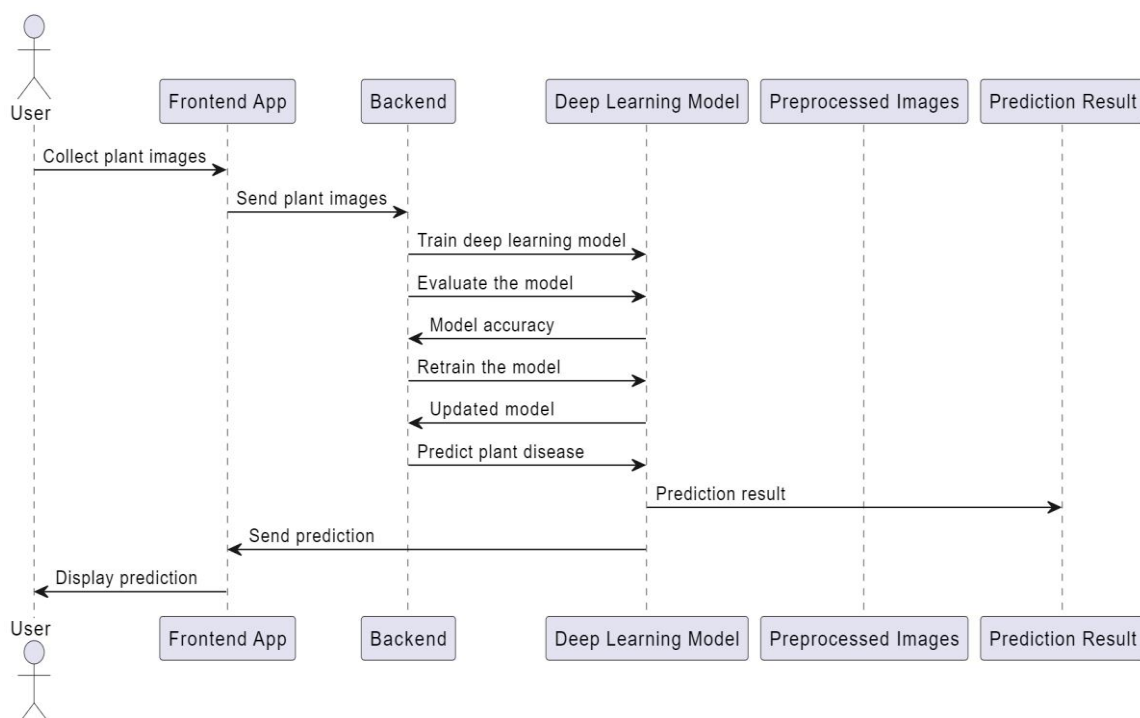 User
Frontend App
Backend
Deep Learning Model
Preprocessed Images
Prediction Result
Collect plant images
Send plant images
Train deep learning model
Evaluate the model
Model accuracy
Retrain the model
Updated model
Predict plant disease
Prediction result
Send prediction
Display prediction
User
Frontend App
Backend
Deep Learning Model
Preprocessed Images
Prediction Result